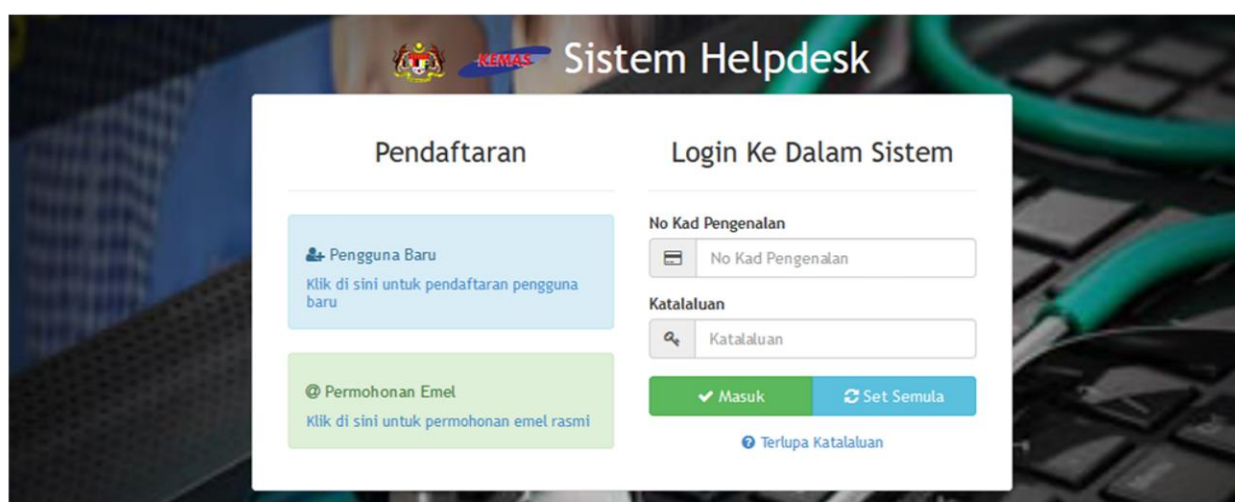 KEMAS Sistem Helpdesk
Pendaftaran
Pengguna Baru
Klik di sini untuk pendaftaran pengguna
baru
@ Permohonan Emel
Klik di sini untuk permohonan emel rasmi
Login Ke Dalam Sistem
No Kad Pengenalan
No Kad Pengenalan
Katalaluan
Katalaluan
Masuk
Set Semula
Terlupa Katalaluan